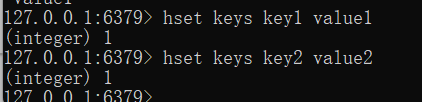 127.0.0.1:6379> hset keys key1 value1
(integer) 1
127.0.0.1:6379> hset keys key2 value2
(integer) 1
127.0.0.1:6379>